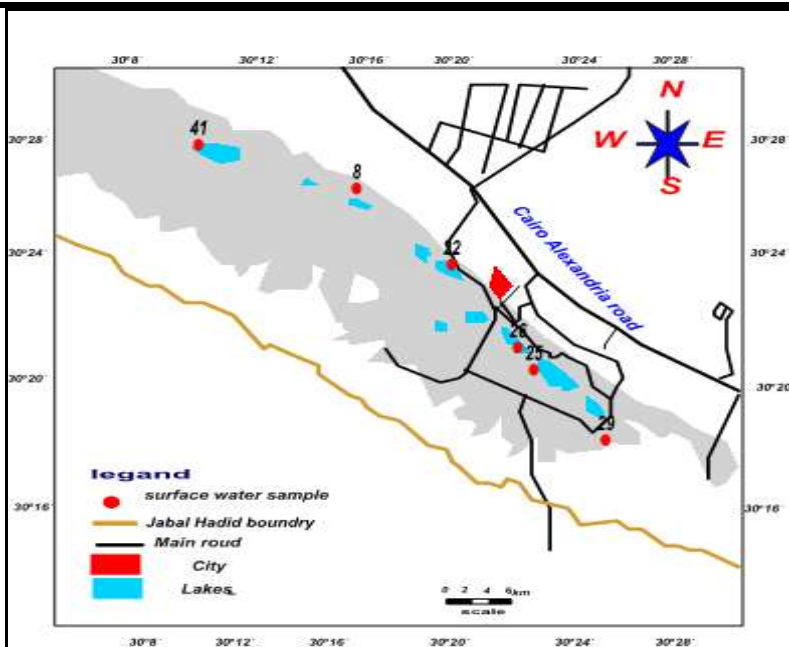 30°8´ 30°12´ 30°16´ 30°20´ 30°24´ 30°28´
N
W E
S
30°28´ 30°28´
41
8
Cairo Alexandria road
30°24´ 30°24´
22
26
25
30°20´ 30°20´
29
legand
surface water sample
30°16´ 30°16´
Jabal Hadid boundry
Main roud
City
Lakes
0 2 4 6km
scale
30°8´ 30°12´ 30°16´ 30°20´ 30°24´ 30°28´